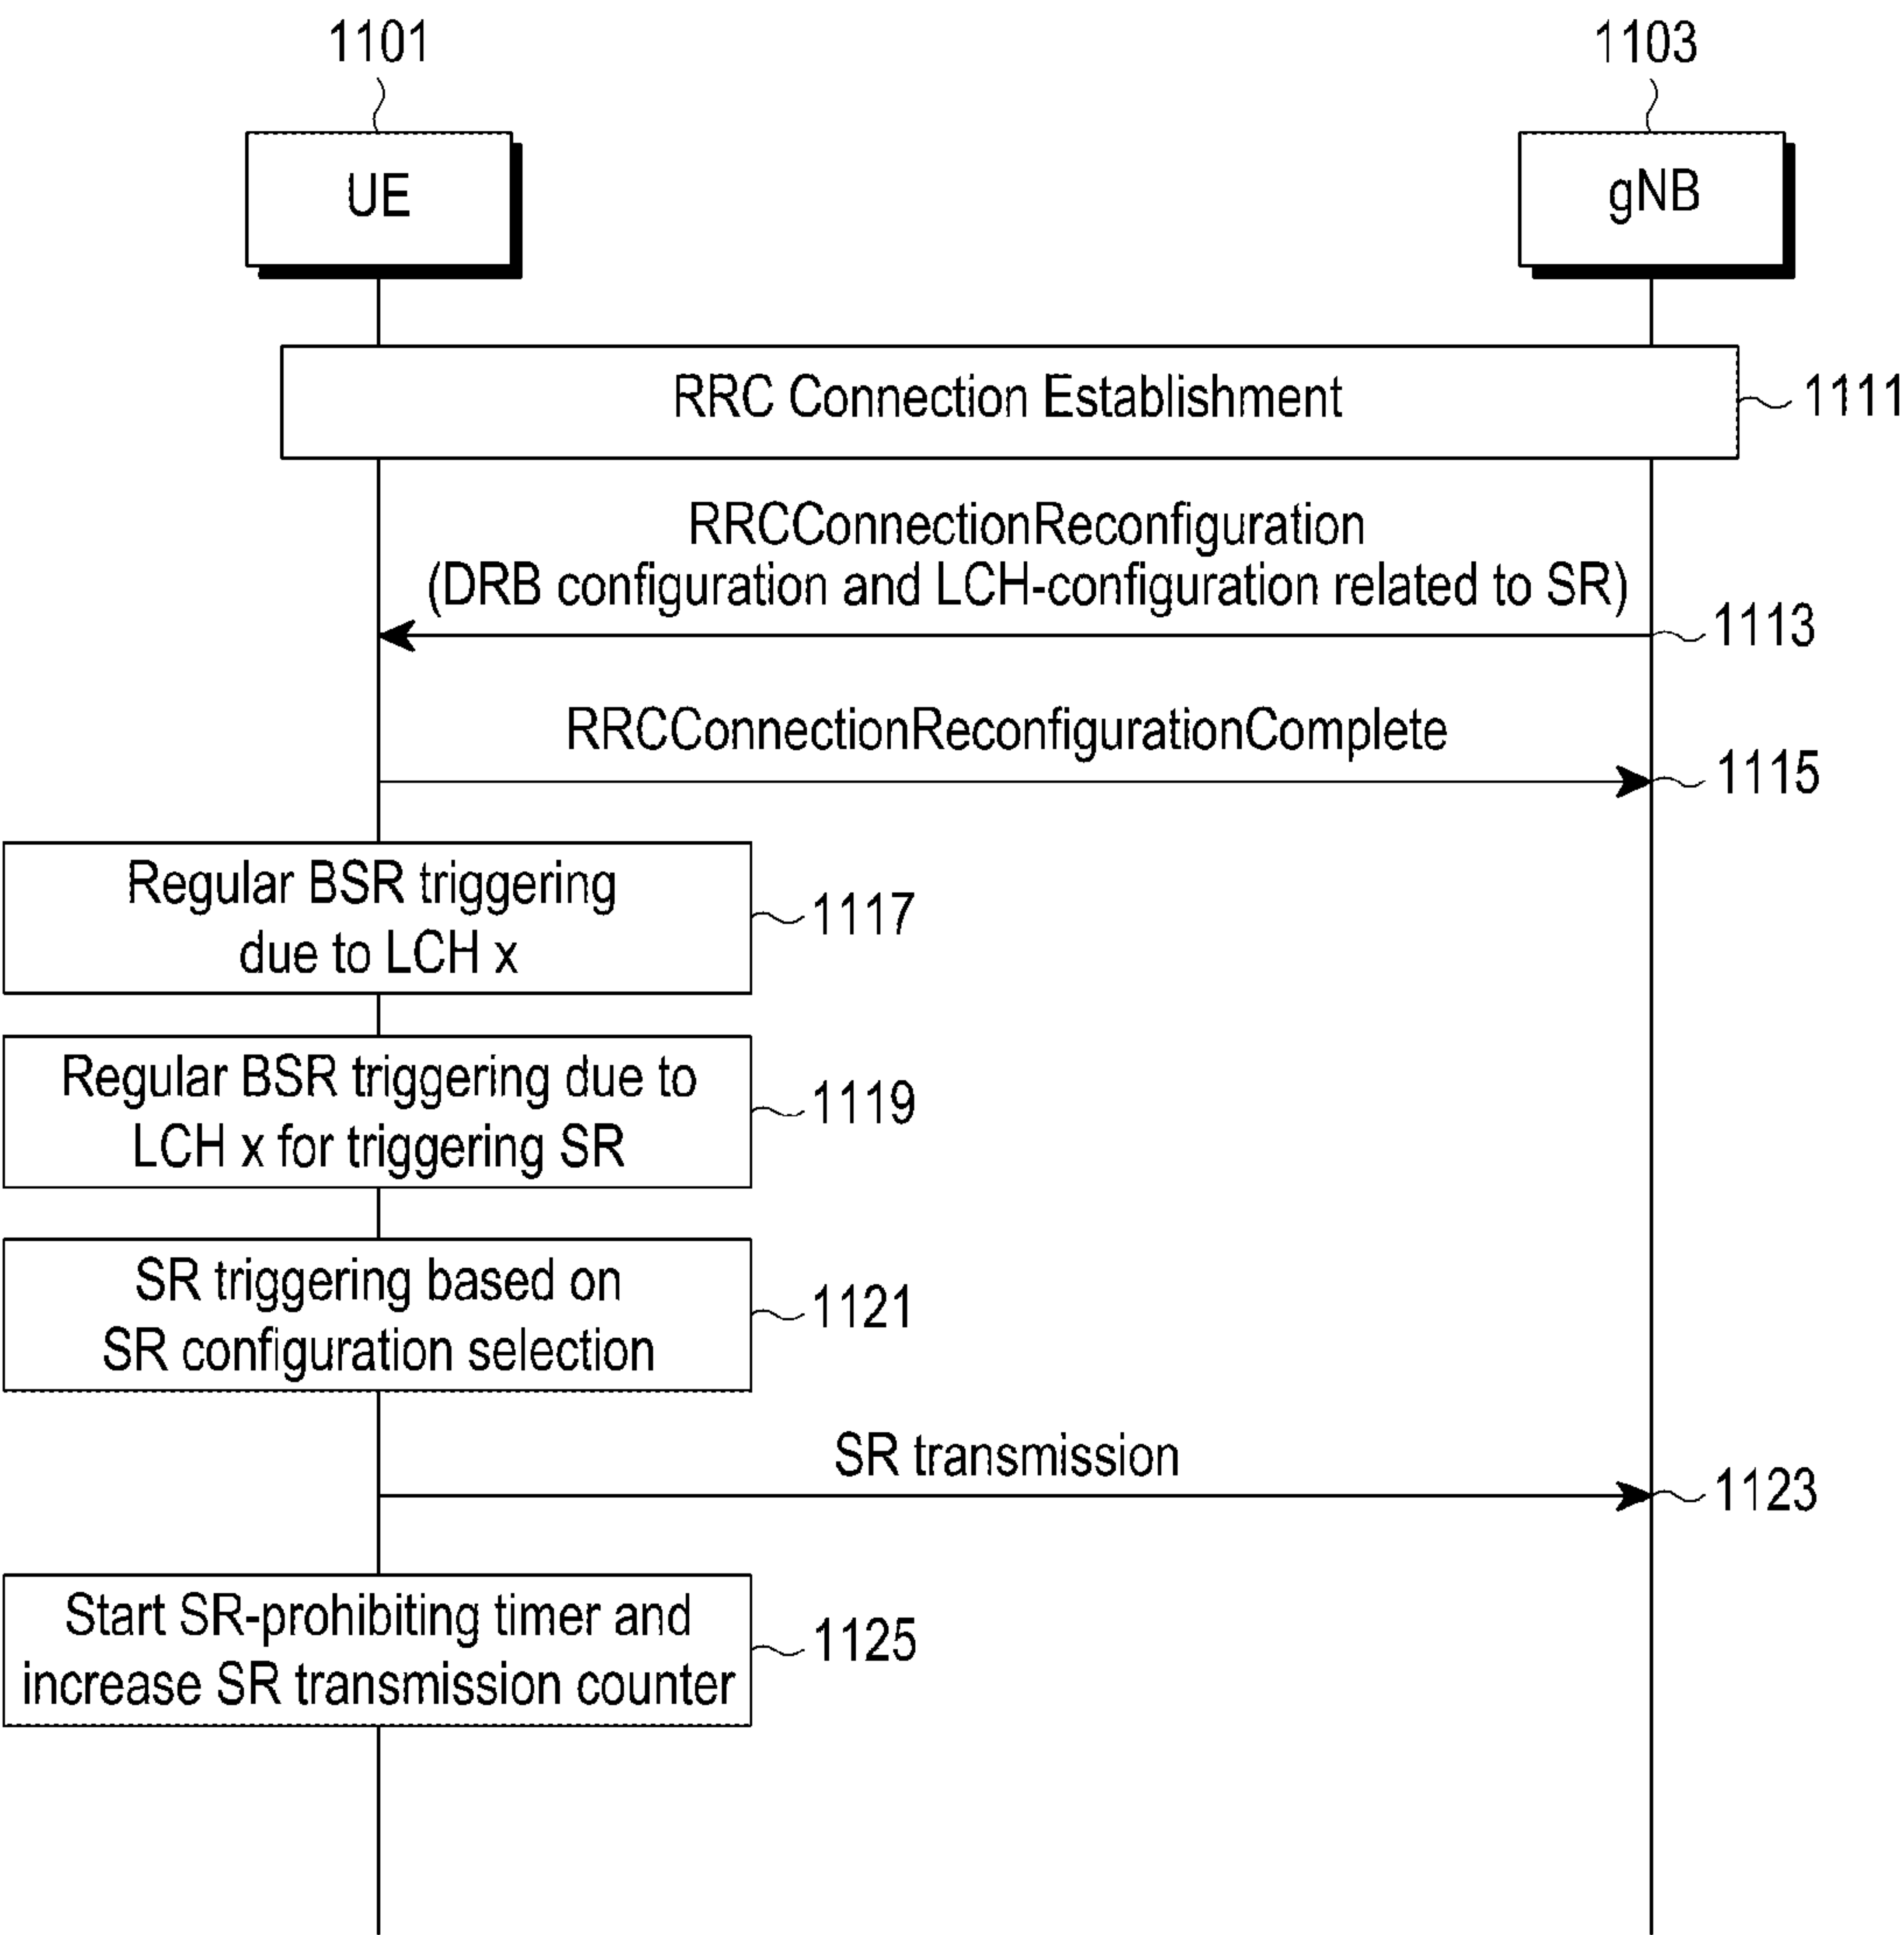 1101
1103
UE
gNB
RRC Connection Establishment
1111
RRCConnectionReconfiguration
(DRB configuration and LCH-configuration related to SR)
1113
RRCConnectionReconfigurationComplete
1115
Regular BSR triggering
due to LCH x
1117
Regular BSR triggering due to
LCH x for triggering SR
1119
SR triggering based on
SR configuration selection
1121
SR transmission
1123
Start SR-prohibiting timer and
increase SR transmission counter
1125